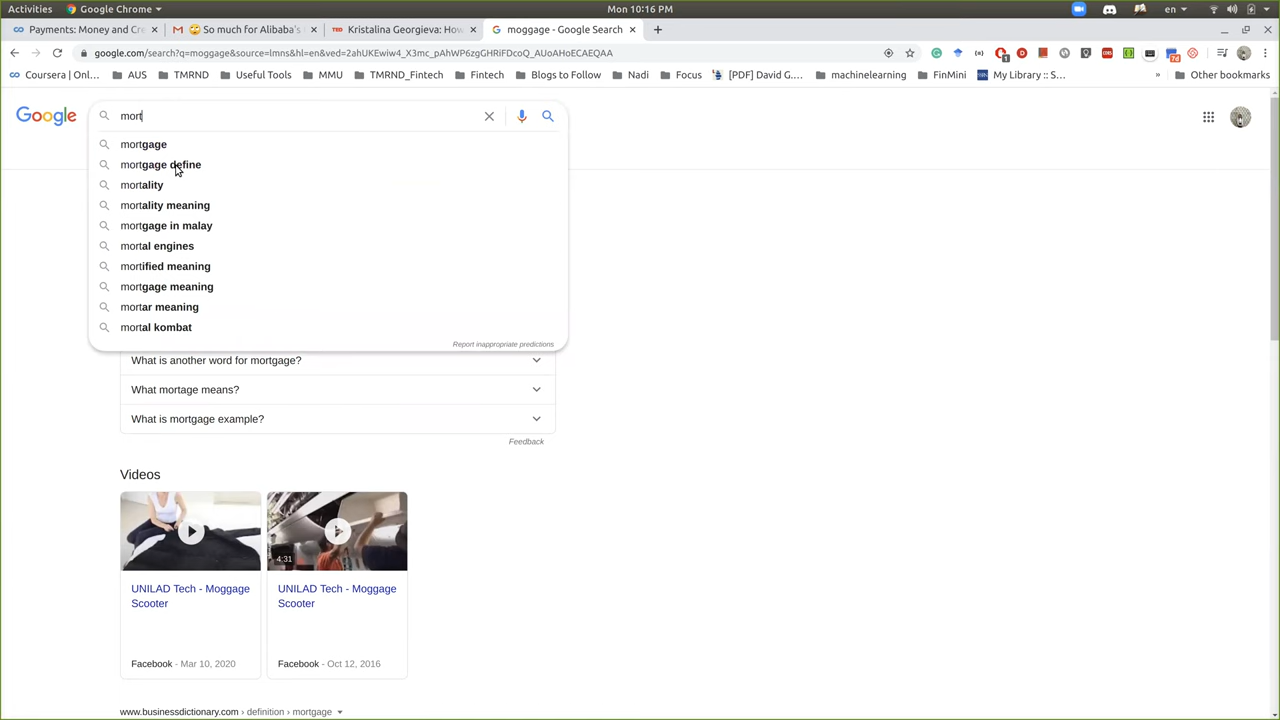 Activities Google Chrome Mon 10:16 PM en
Payments: Money and Cre So much for Alibaba's Kristalina Georgieva: How moggage - Google Search
google.com/search?q=moggage&source=lmns&hl=en&ved=2ahUKEwiw4_X3mc_pAhWP6zgGHRiFDcoQ_AUoAHoECAEQAA
Coursera | Onl... AUS TMRND Useful Tools MMU TMRND_Fintech Fintech Blogs to Follow Nadi Focus [PDF] David G.... machinelearning FinMini My Library :: S... » Other bookmarks
Google
mort
mortgage
mortgage define
mortality
mortality meaning
mortgage in malay
mortal engines
mortified meaning
mortgage meaning
mortar meaning
mortal kombat
Report inappropriate predictions
What is another word for mortgage?
What mortage means?
What is mortgage example?
Feedback
Videos
4:31
UNILAD Tech - Moggage Scooter
Facebook - Mar 10, 2020
UNILAD Tech - Moggage Scooter
Facebook - Oct 12, 2016
www.businessdictionary.com › definition › mortgage